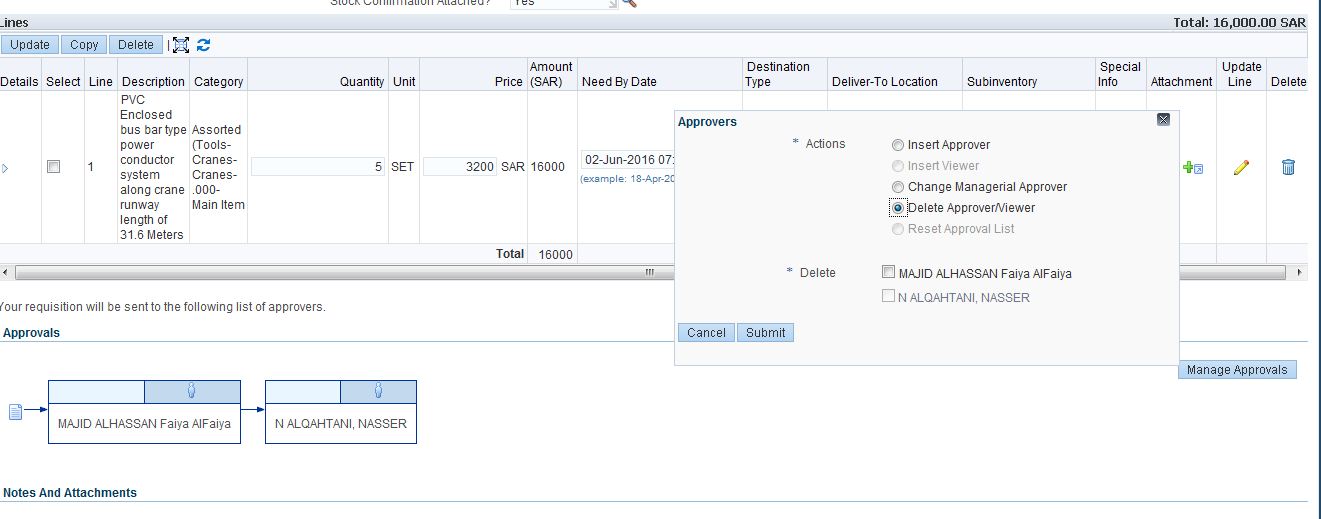 Stock Confirmation Attached? Yes
Lines Total: 16,000.00 SAR
Update Copy Delete
Details Select Line Description Category Quantity Unit Price Amount (SAR) Need By Date Destination Type Deliver-To Location Subinventory Special Info Attachment Update Line Delete
1
PVC
Enclosed
bus bar type
power
conductor
system
along crane
runway
length of
31.6 Meters
Assorted
(Tools-
Cranes-
Cranes-
.000-
Main Item
5 SET 3200 SAR 16000 02-Jun-2016 07:
(example: 18-Apr-20
Total 16000
Approvers
* Actions
Insert Approver
Insert Viewer
Change Managerial Approver
Delete Approver/Viewer
Reset Approval List
* Delete
MAJID ALHASSAN Faiya AlFaiya
N ALQAHTANI, NASSER
Cancel Submit
Your requisition will be sent to the following list of approvers.
Approvals
Manage Approvals
MAJID ALHASSAN Faiya AlFaiya
N ALQAHTANI, NASSER
Notes And Attachments